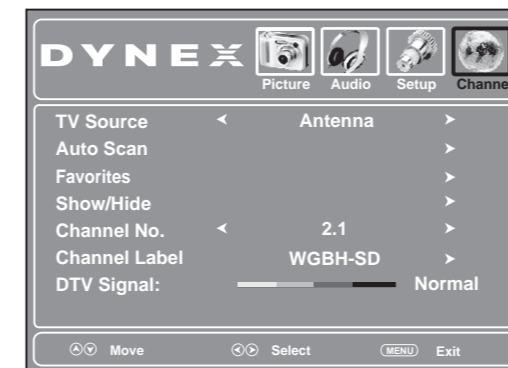 DYNEX
Picture Audio Setup Channe
TV Source Antenna
Auto Scan
Favorites
Show/Hide
Channel No. 2.1
Channel Label WGBH-SD
DTV Signal: Normal
Move Select MENU Exit